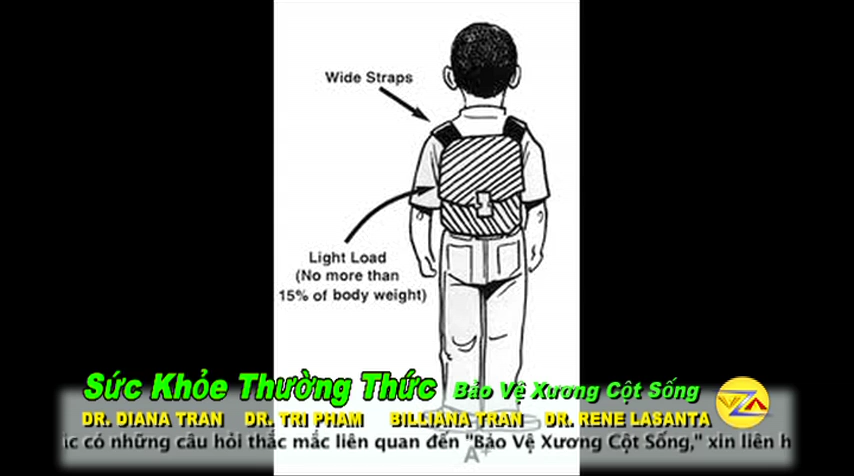 Wide Straps
Light Load
(No more than
15% of body weight)
Sức Khỏe Thường Thức Bảo Vệ Xương Cột Sống
VZA
DR. DIANA TRAN DR. TRI PHAM BILLIANA TRAN DR. RENE LASANTA
có những câu hỏi thắc mắc liên quan đến "Bảo Vệ Xương Cột Sống," xin liên h
A+